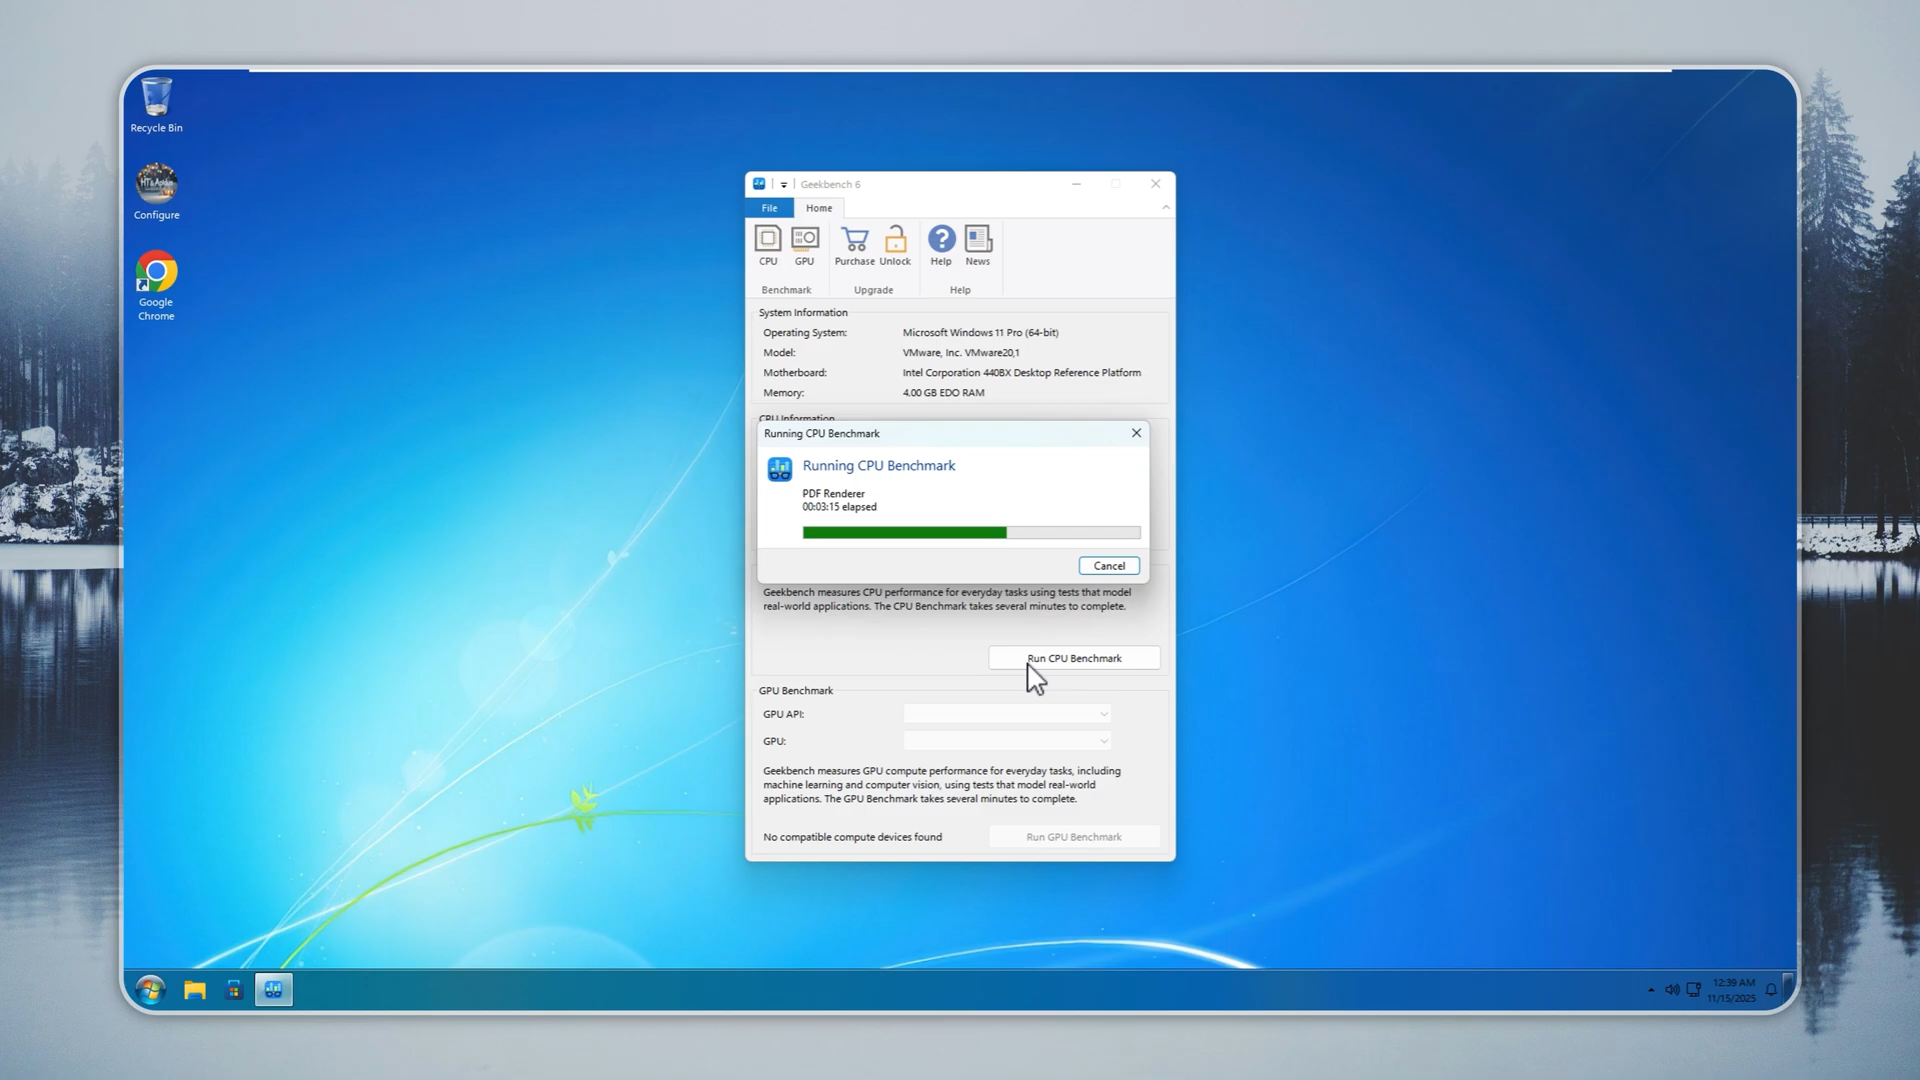 Recycle Bin
Configure
Google
Chrome
Geekbench 6
File
Home
CPU
GPU
Purchase
Unlock
Help
News
Benchmark
Upgrade
Help
System Information
Operating System:
Microsoft Windows 11 Pro (64-bit)
Model:
VMware, Inc. VMware20,1
Motherboard:
Intel Corporation 440BX Desktop Reference Platform
Memory:
4.00 GB EDO RAM
CPU Information
Running CPU Benchmark
Running CPU Benchmark
PDF Renderer
00:03:15 elapsed
Cancel
Geekbench measures CPU performance for everyday tasks using tests that model
real-world applications. The CPU Benchmark takes several minutes to complete.
Run CPU Benchmark
GPU Benchmark
GPU API:
GPU:
Geekbench measures GPU compute performance for everyday tasks, including
machine learning and computer vision, using tests that model real-world
applications. The GPU Benchmark takes several minutes to complete.
No compatible compute devices found
Run GPU Benchmark
12:39 AM
11/15/2025